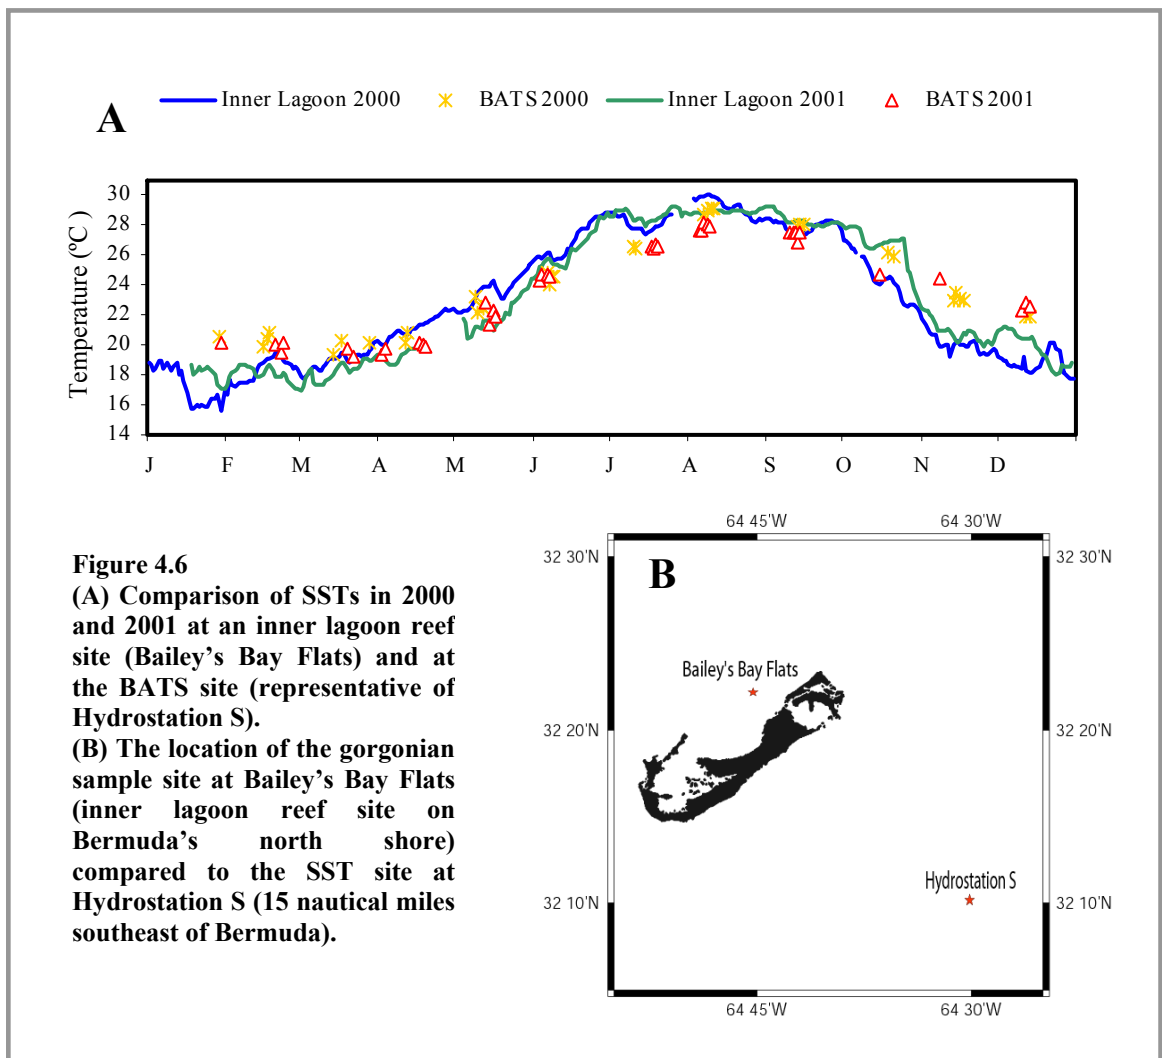 Inner Lagoon 2000 BATS 2000 Inner Lagoon 2001 BATS 2001
A
Temperature (ºC)
30
28
26
24
22
20
18
16
14
J F M A M J J A S O N D
Figure 4.6
(A) Comparison of SSTs in 2000
and 2001 at an inner lagoon reef
site (Bailey’s Bay Flats) and at
the BATS site (representative of
Hydrostation S).
(B) The location of the gorgonian
sample site at Bailey’s Bay Flats
(inner lagoon reef site on
Bermuda’s north shore)
compared to the SST site at
Hydrostation S (15 nautical miles
southeast of Bermuda).
64 45'W 64 30'W
32 30'N 32 30'N
B
Bailey's Bay Flats
32 20'N 32 20'N
Hydrostation S
32 10'N 32 10'N
64 45'W 64 30'W